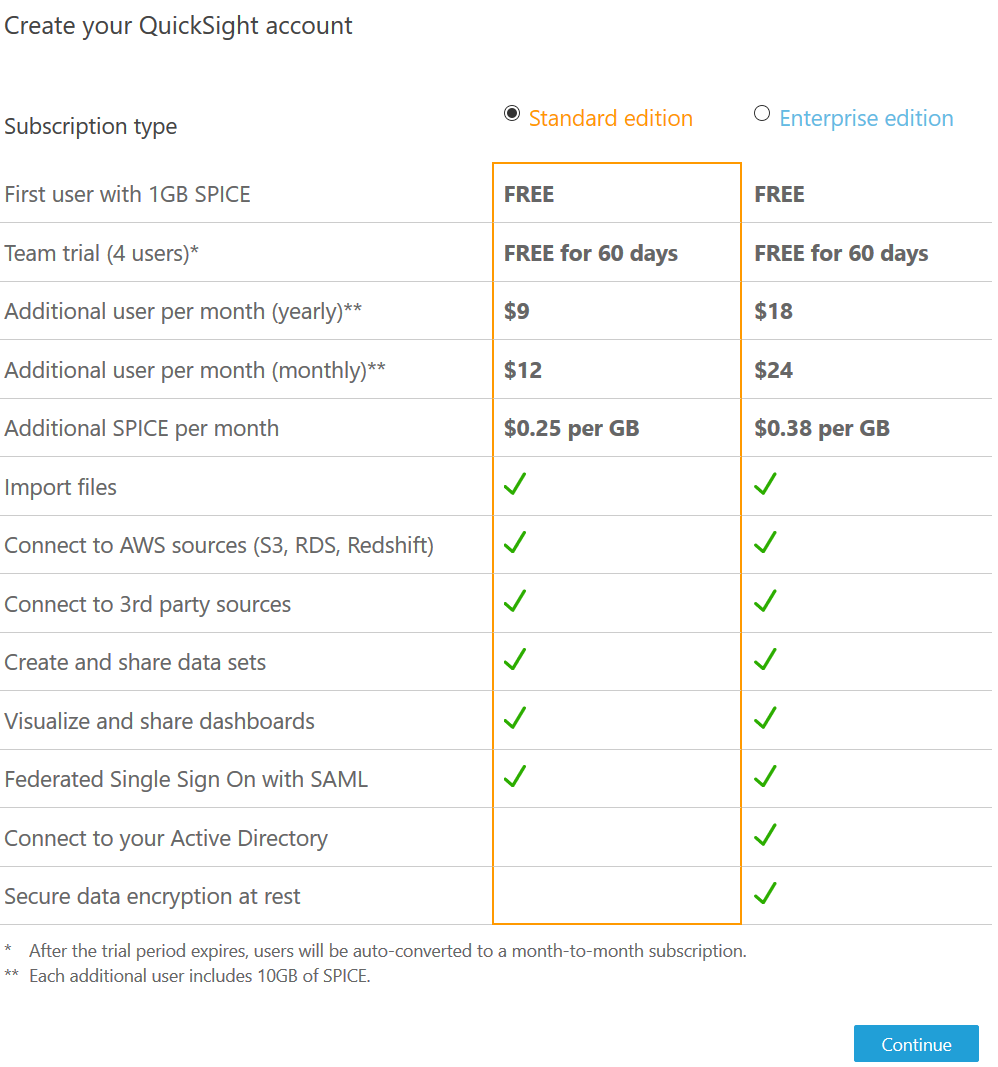 Create your QuickSight account
Subscription type Standard edition Enterprise edition
First user with 1GB SPICE FREE FREE
Team trial (4 users)* FREE for 60 days FREE for 60 days
Additional user per month (yearly)** $9 $18
Additional user per month (monthly)** $12 $24
Additional SPICE per month $0.25 per GB $0.38 per GB
Import files
Connect to AWS sources (S3, RDS, Redshift)
Connect to 3rd party sources
Create and share data sets
Visualize and share dashboards
Federated Single Sign On with SAML
Connect to your Active Directory
Secure data encryption at rest
* After the trial period expires, users will be auto-converted to a month-to-month subscription.
** Each additional user includes 10GB of SPICE.
Continue